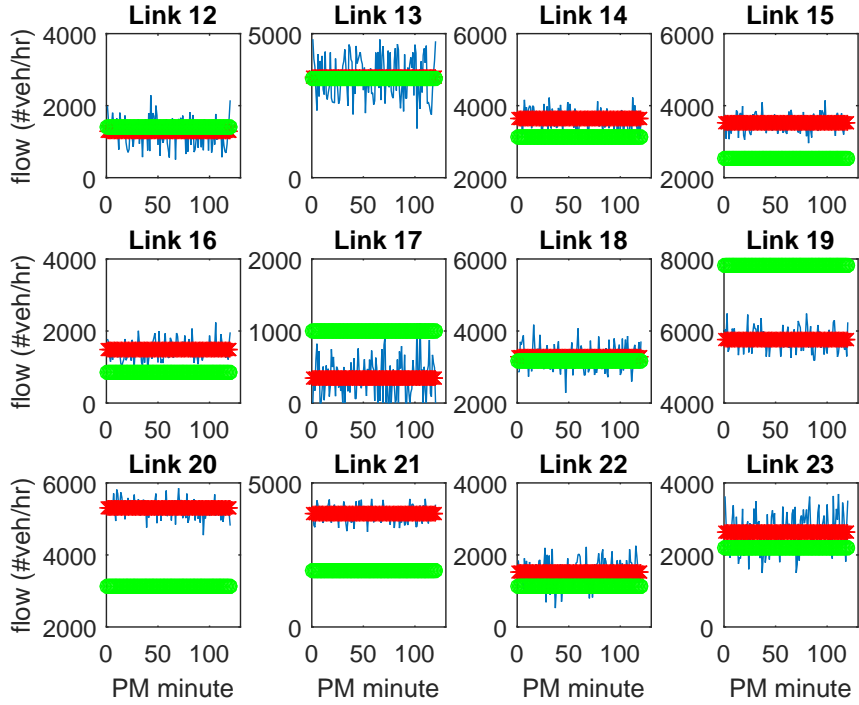 Link 12 Link 13 Link 14 Link 15
flow (#veh/hr)
4000 5000 6000 4000
2000 4000 3000
0 0 2000 2000
0 50 100 0 50 100 0 50 100 0 50 100
Link 16 Link 17 Link 18 Link 19
flow (#veh/hr)
4000 2000 6000 8000
2000 1000 4000 6000
0 0 2000 4000
0 50 100 0 50 100 0 50 100 0 50 100
Link 20 Link 21 Link 22 Link 23
flow (#veh/hr)
6000 5000 4000 4000
4000 2000 2000
2000 0 0 0
0 50 100 0 50 100 0 50 100 0 50 100
PM minute PM minute PM minute PM minute